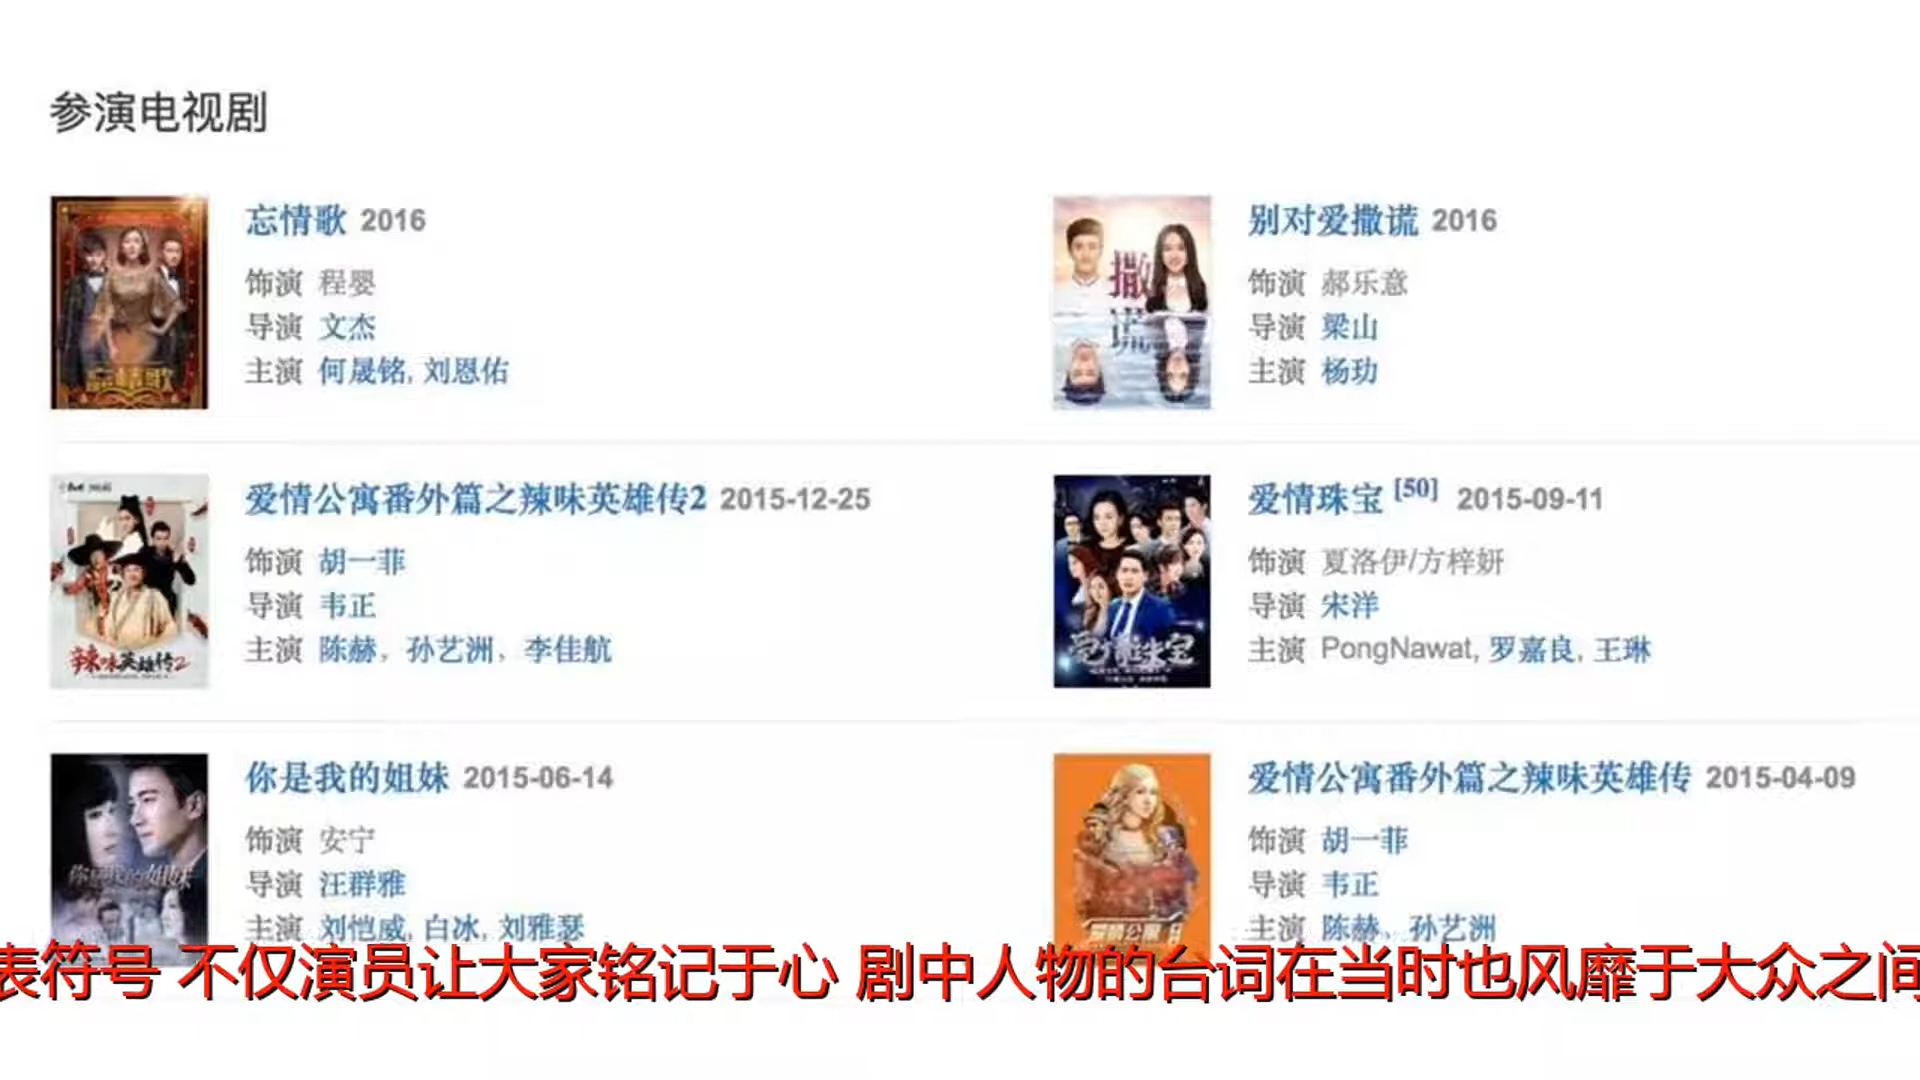 参演电视剧
忘情歌 2016
饰演 程婴
导演 文杰
主演 何晟铭, 刘恩佑
别对爱撒谎 2016
饰演 郝乐意
导演 梁山
主演 杨玏
撒
谎
爱情公寓番外篇之辣味英雄传2 2015-12-25
饰演 胡一菲
导演 韦正
主演 陈赫, 孙艺洲, 李佳航
辣味英雄传2
爱情珠宝 [50] 2015-09-11
饰演 夏洛伊/方梓妍
导演 宋洋
主演 PongNawat, 罗嘉良, 王琳
你是我的姐妹 2015-06-14
饰演 安宁
导演 汪群雅
主演 刘恺威, 白冰, 刘雅瑟
爱情公寓番外篇之辣味英雄传 2015-04-09
饰演 胡一菲
导演 韦正
主演 陈赫, 孙艺洲
表符号 不仅演员让大家铭记于心 剧中人物的台词在当时也风靡于大众之间